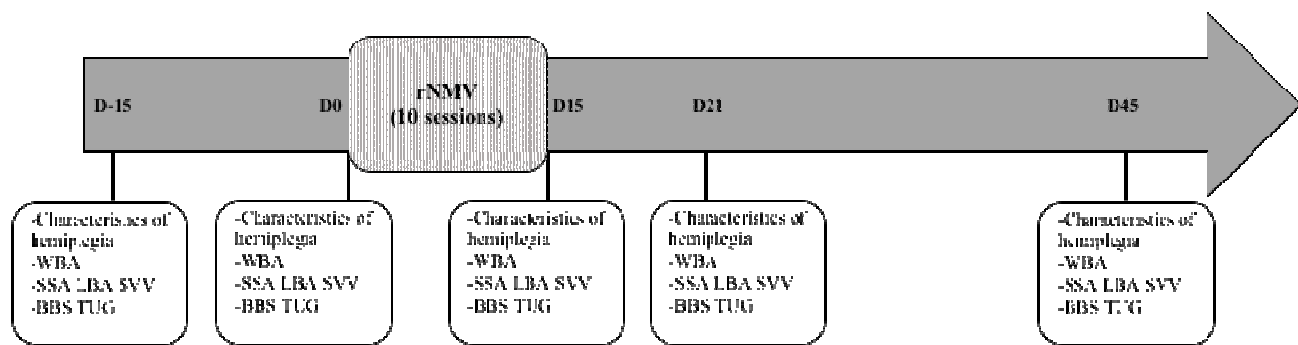 rNMV
(10 sessions)
D-15
D0
D15
D21
D45
-Characteristics of
hemiplegia
-WBA
-SSA LBA SVV
-BBS TUG
-Characteristics of
hemiplegia
-WBA
-SSA LBA SVV
-BBS TUG
-Characteristics of
hemiplegia
-WBA
-SSA LBA SVV
-BBS TUG
-Characteristics of
hemiplegia
-WBA
-SSA LBA SVV
-BBS TUG
-Characteristics of
hemiplegia
-WBA
-SSA LBA SVV
-BBS TUG